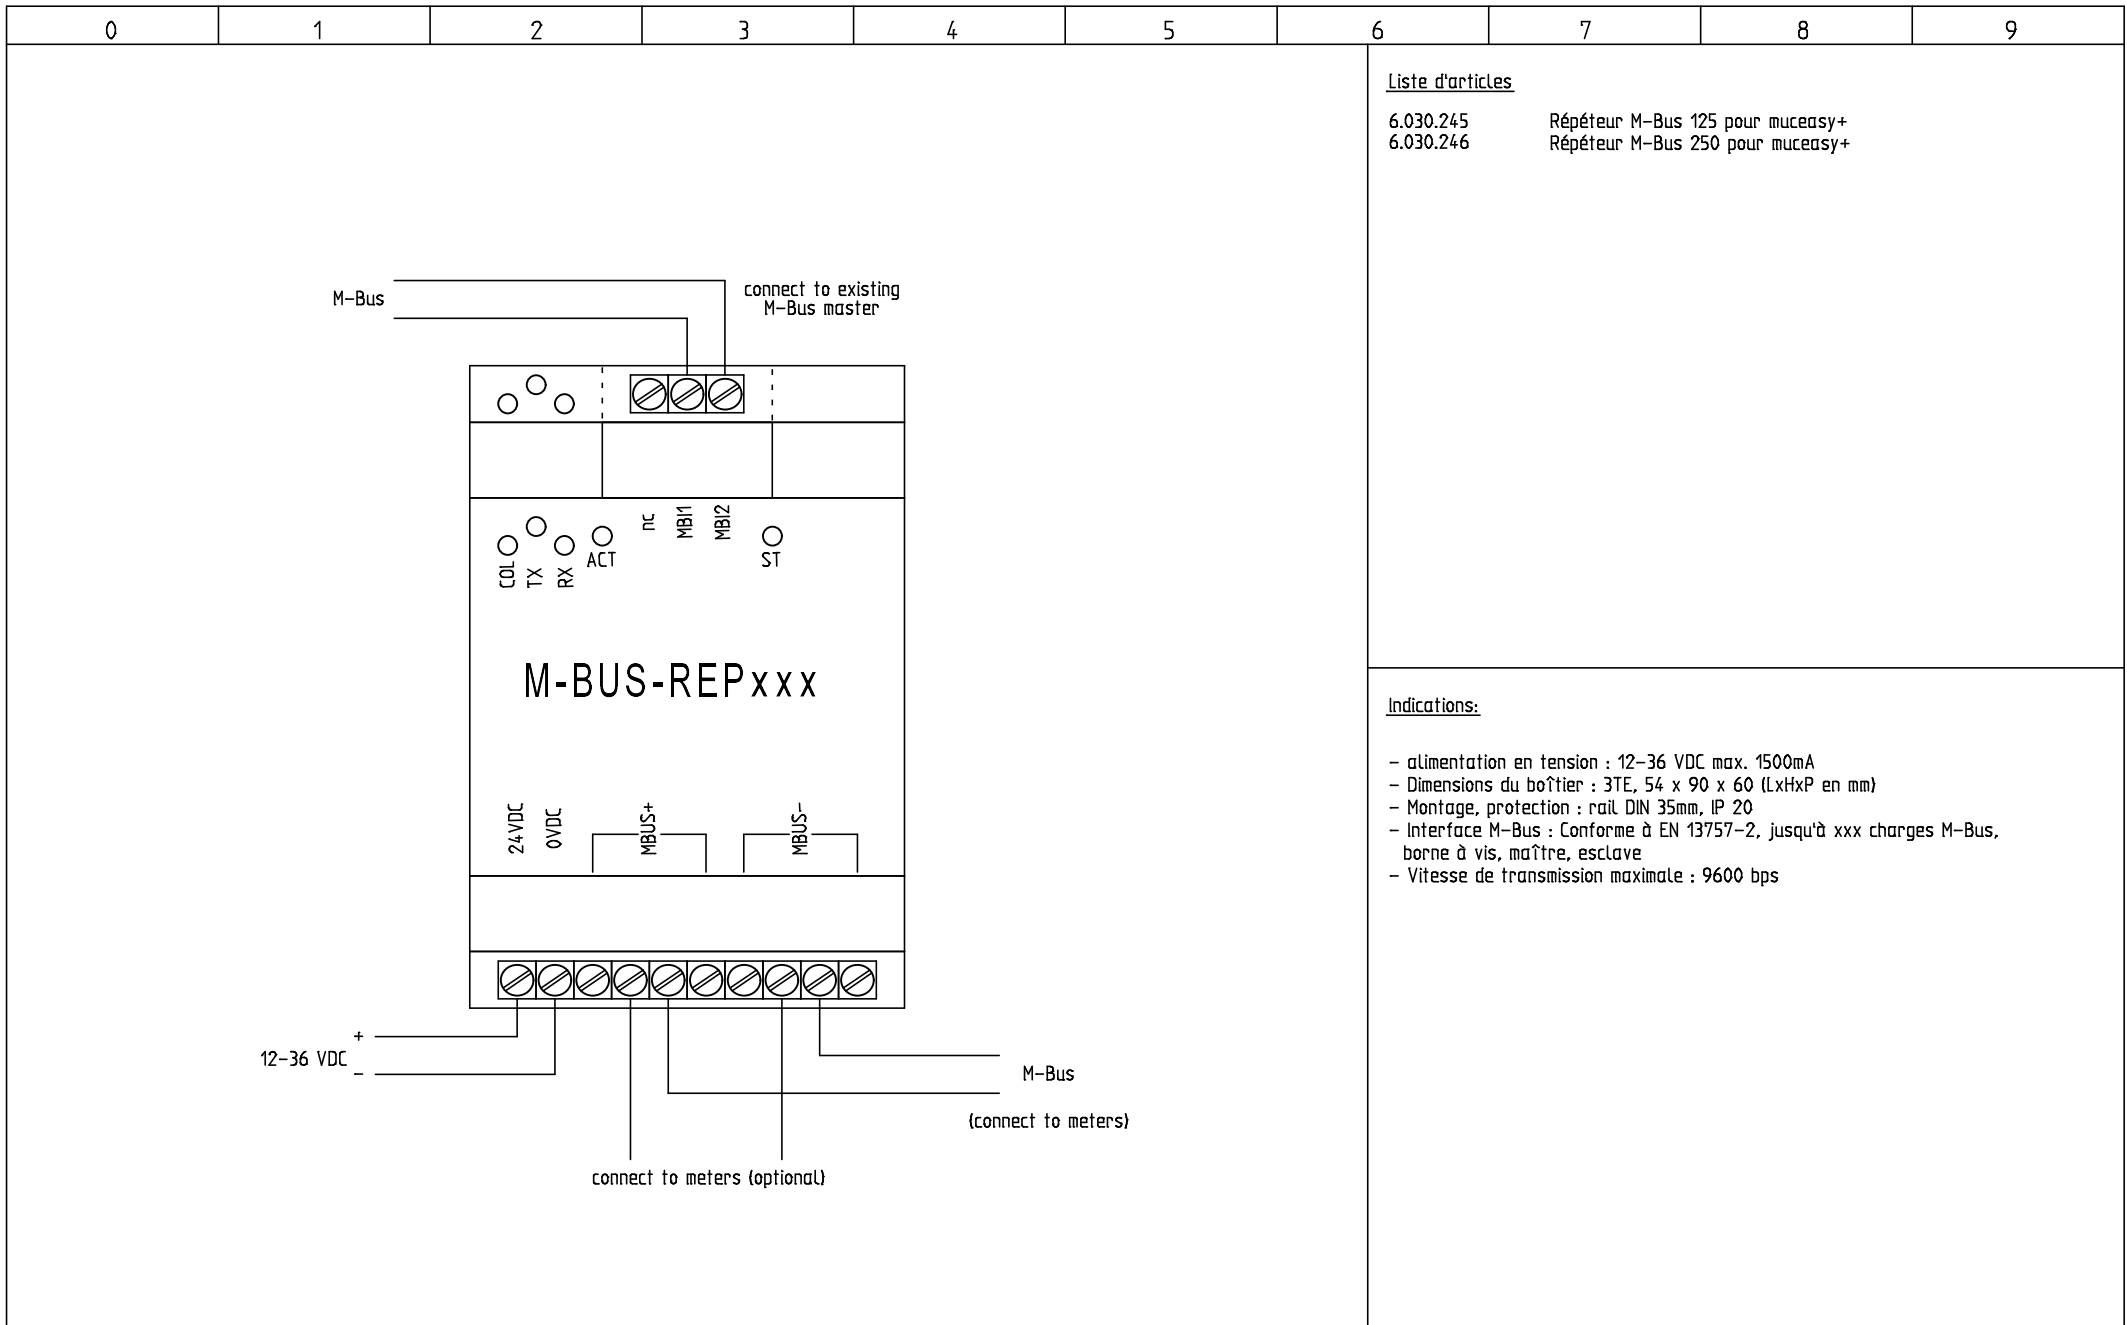 0 1 2 3 4 5 6 7 8 9
Liste d'articles
6.030.245 Répéteur M-Bus 125 pour muceasy+
6.030.246 Répéteur M-Bus 250 pour muceasy+
M-Bus
connect to existing
M-Bus master
nc
MBI1
MBI2
COL
TX
RX
ACT
ST
M-BUS-REPxxx
24VDC
0VDC
MBUS+
MBUS-
+
12-36 VDC
-
M-Bus
(connect to meters)
connect to meters (optional)
Indications:
- alimentation en tension : 12-36 VDC max. 1500mA
- Dimensions du boîtier : 3TE, 54 x 90 x 60 (LxHxP en mm)
- Montage, protection : rail DIN 35mm, IP 20
- Interface M-Bus : Conforme à EN 13757-2, jusqu'à xxx charges M-Bus,
borne à vis, maître, esclave
- Vitesse de transmission maximale : 9600 bps